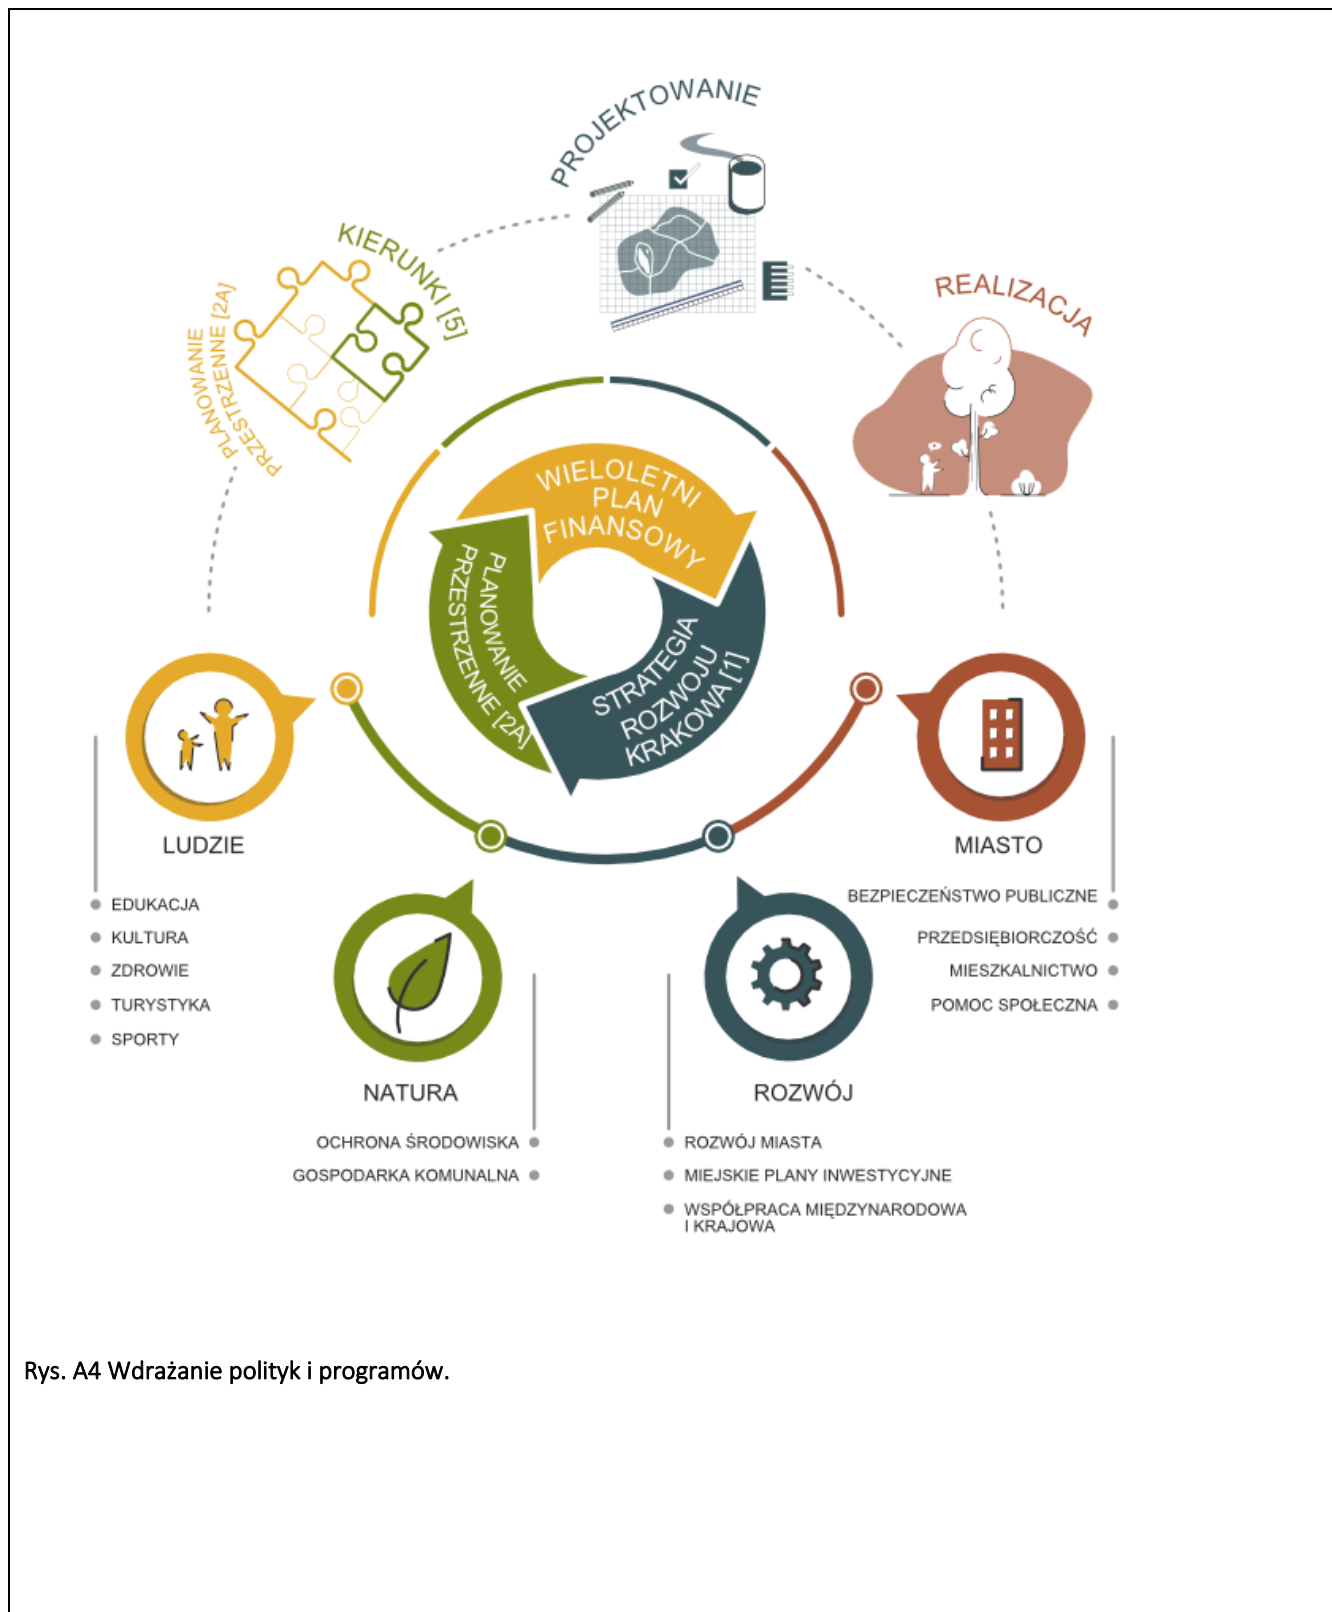 PROJEKTOWANIE
KIERUNKI [5]
PLANOWANIE
PRZESTRZENNE [2A]
REALIZACJA
WIELOLETNI
PLAN
FINANSOWY
PLANOWANIE
PRZESTRZENNE [2A]
STRATEGIA
ROZWOJU
KRAKOWA [1]
LUDZIE
EDUKACJA
KULTURA
ZDROWIE
TURYSTYKA
SPORTY
NATURA
OCHRONA ŚRODOWISKA
GOSPODARKA KOMUNALNA
ROZWÓJ
ROZWÓJ MIASTA
MIEJSKIE PLANY INWESTYCYJNE
WSPÓŁPRACA MIĘDZYNARODOWA
I KRAJOWA
MIASTO
BEZPIECZEŃSTWO PUBLICZNE
PRZEDSIĘBIORCZOŚĆ
MIESZKALNICTWO
POMOC SPOŁECZNA
Rys. A4 Wdrażanie polityk i programów.